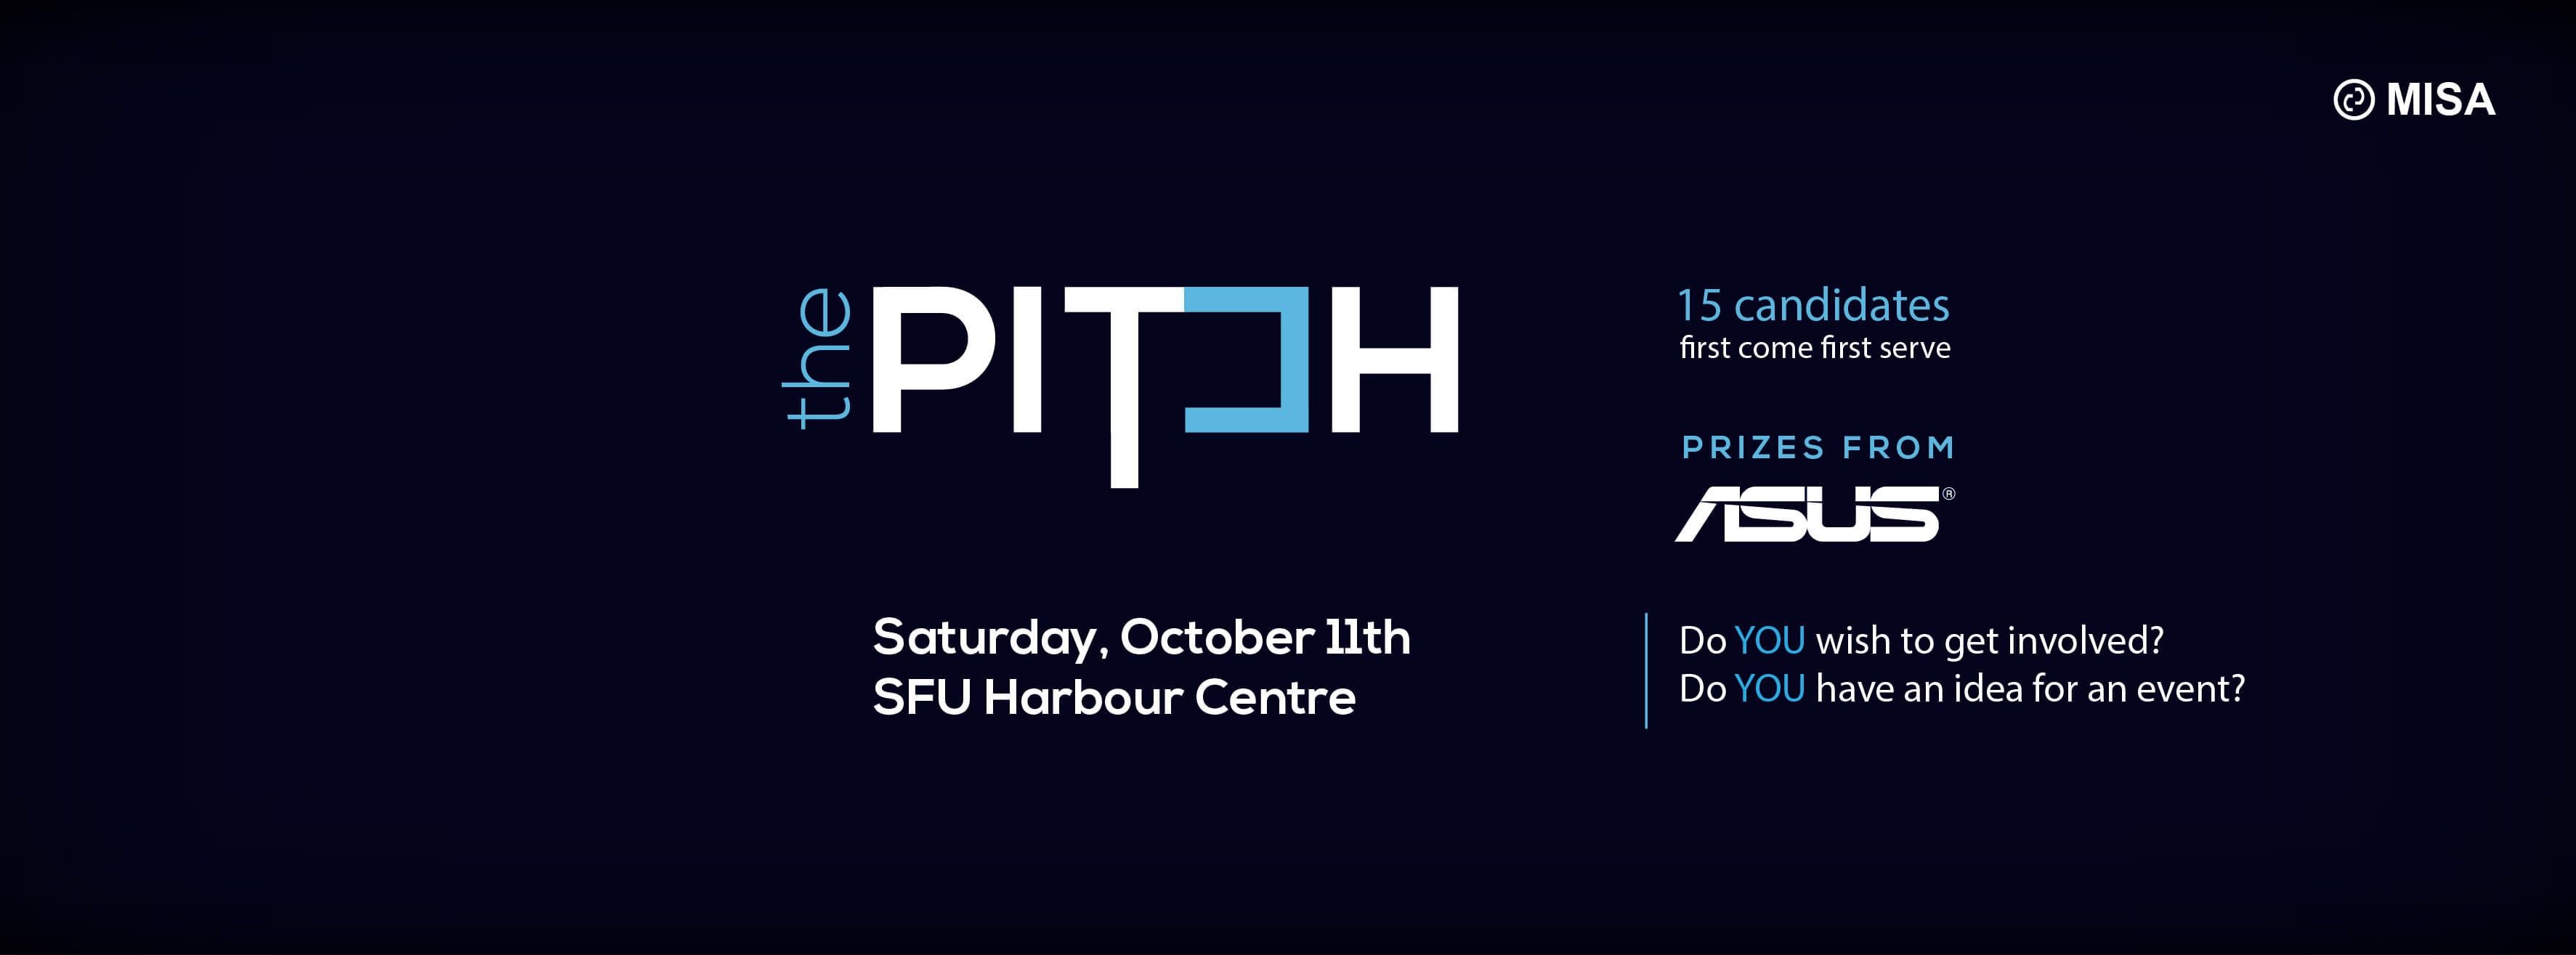 MISA
the
PITCH
Saturday, October 11th
SFU Harbour Centre
15 candidates
first come first serve
PRIZES FROM
ASUS®
Do YOU wish to get involved?
Do YOU have an idea for an event?